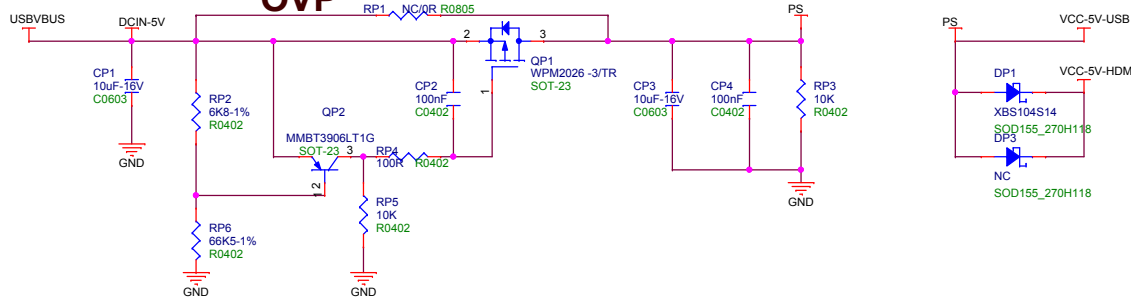 OVP
RP1 NC/0R R0805
USBVBUS
DCIN-5V
2
3
QP1
WPM2026 -3/TR
SOT-23
1
CP1
10uF-16V
C0603
GND
RP2
6K8-1%
R0402
QP2
MMBT3906LT1G
SOT-23
3
1
2
CP2
100nF
C0402
RP4
100R
R0402
RP5
10K
R0402
GND
RP6
66K5-1%
R0402
GND
PS
CP3
10uF-16V
C0603
CP4
100nF
C0402
RP3
10K
R0402
GND
PS
VCC-5V-USB
VCC-5V-HDM
DP1
XBS104S14
SOD155_270H118
DP3
NC
SOD155_270H118